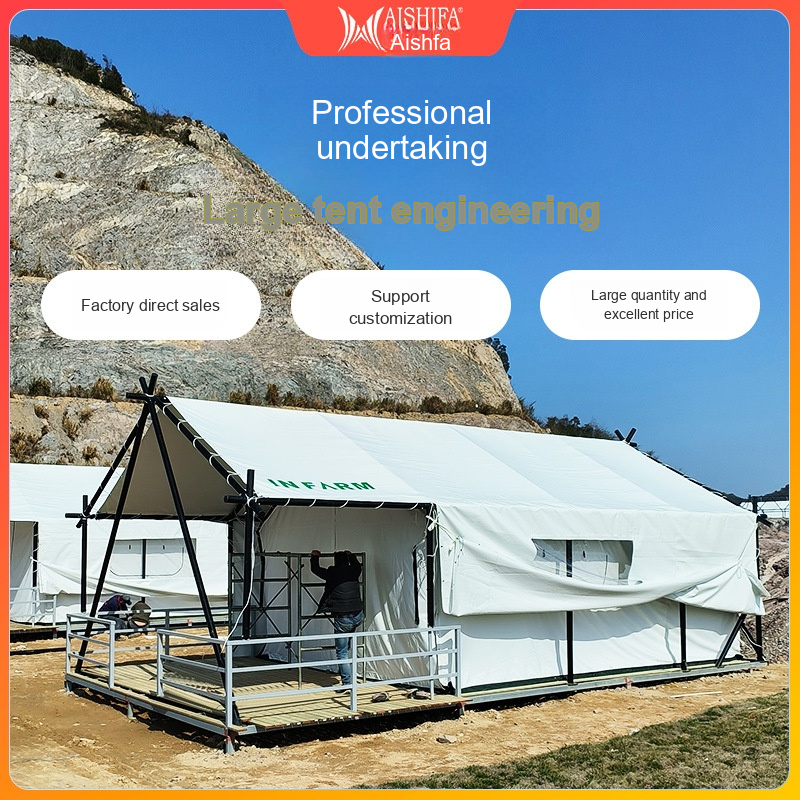 AISHIFA®
Aishfa
Professional
undertaking
Large tent engineering
Factory direct sales
Support
customization
Large quantity and
excellent price
IN FARM